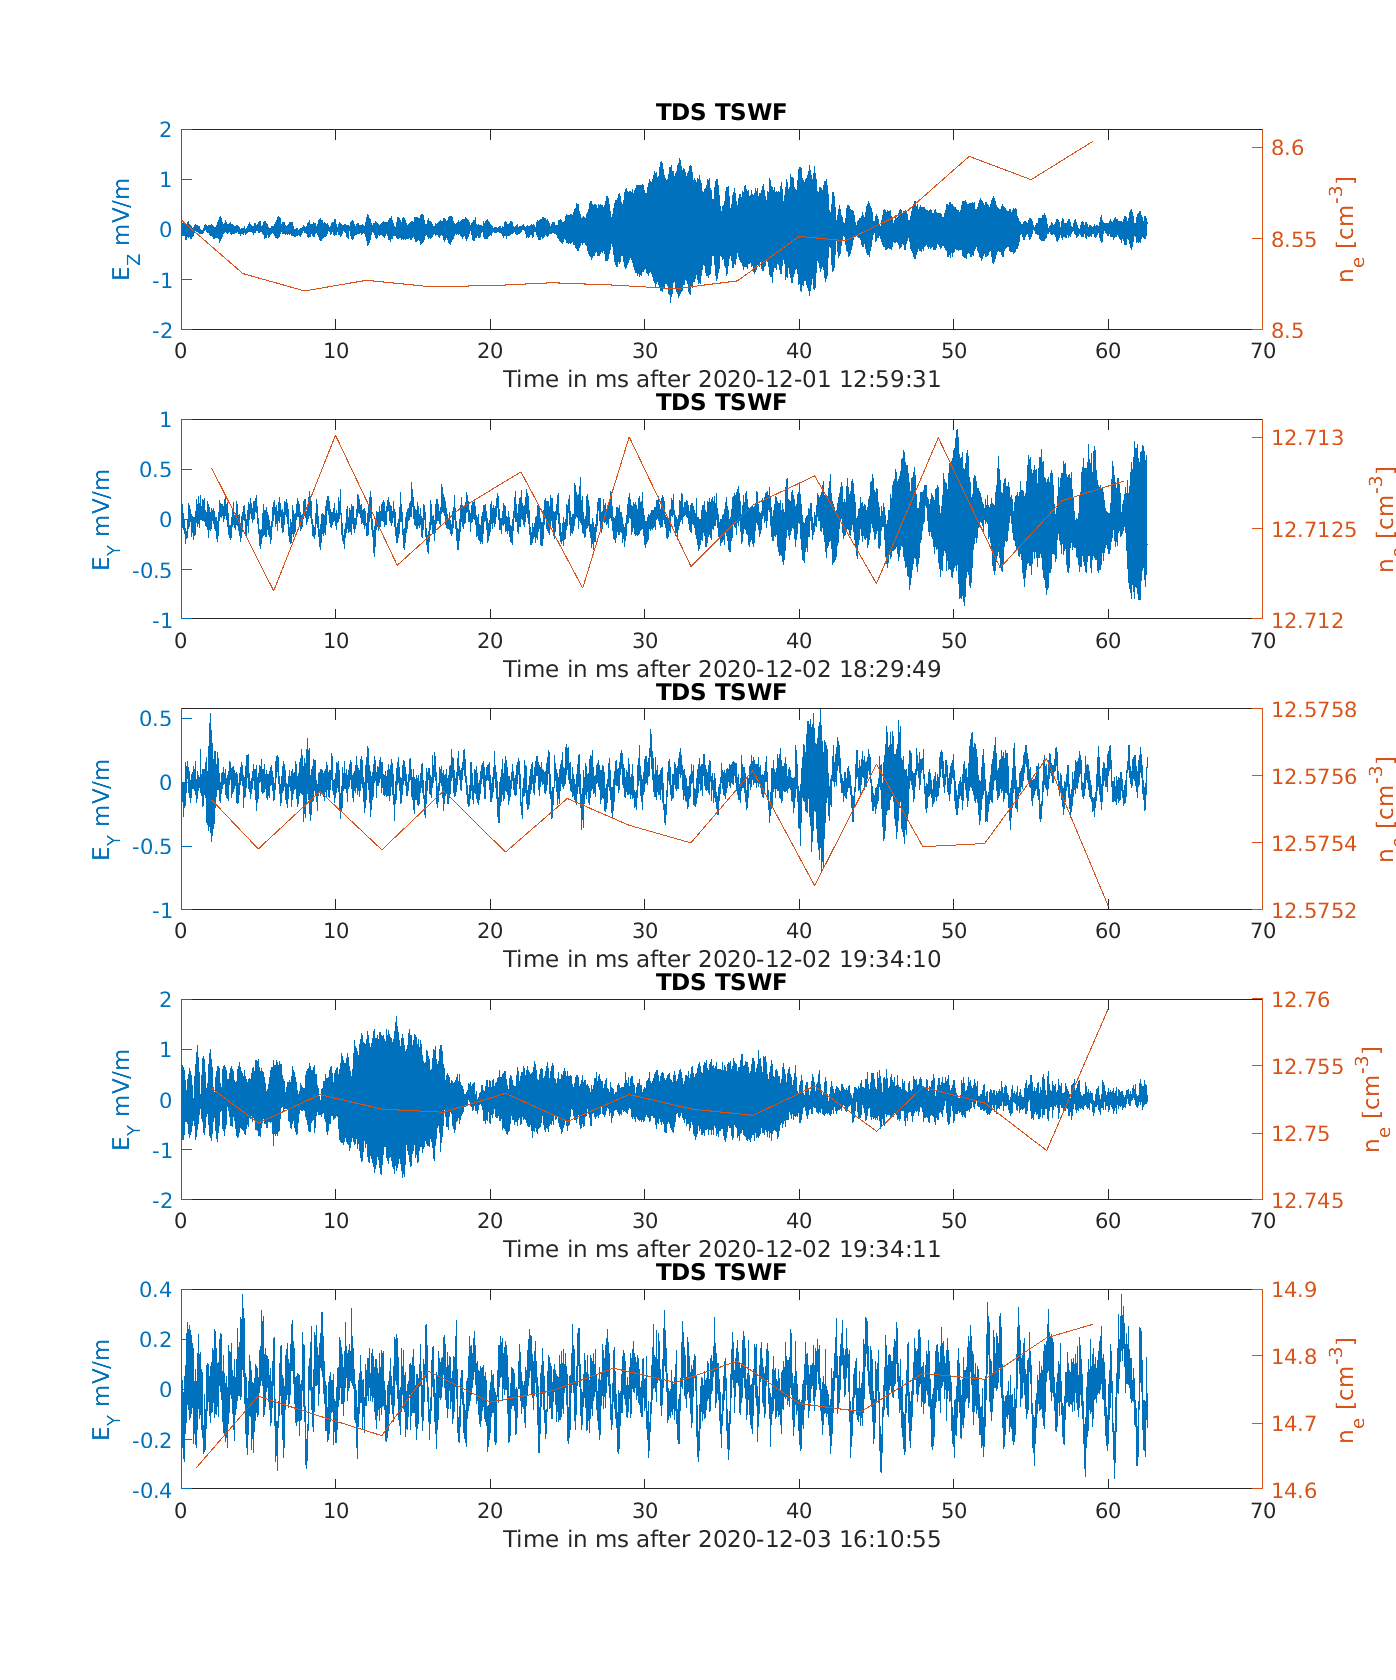 TDS TSWF
2
1
0
-1
-2
E_Z mV/m
8.6
8.55
8.5
n_e [cm^-3]
0 10 20 30 40 50 60 70
Time in ms after 2020-12-01 12:59:31
TDS TSWF
1
0.5
0
-0.5
-1
E_Y mV/m
12.713
12.7125
12.712
n_e [cm^-3]
0 10 20 30 40 50 60 70
Time in ms after 2020-12-02 18:29:49
TDS TSWF
0.5
0
-0.5
-1
E_Y mV/m
12.5758
12.5756
12.5754
12.5752
n_e [cm^-3]
0 10 20 30 40 50 60 70
Time in ms after 2020-12-02 19:34:10
TDS TSWF
2
1
0
-1
-2
E_Y mV/m
12.76
12.755
12.75
12.745
n_e [cm^-3]
0 10 20 30 40 50 60 70
Time in ms after 2020-12-02 19:34:11
TDS TSWF
0.4
0.2
0
-0.2
-0.4
E_Y mV/m
14.9
14.8
14.7
14.6
n_e [cm^-3]
0 10 20 30 40 50 60 70
Time in ms after 2020-12-03 16:10:55